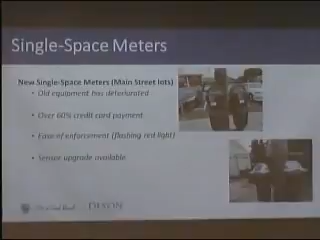 Single-Space Meters
New Single-Space Meters (Main Street lots)
• Old equipment has deteriorated
• Over 60% credit card payment
• Ease of enforcement (flashing red light)
• Sensor upgrade available
DIXON